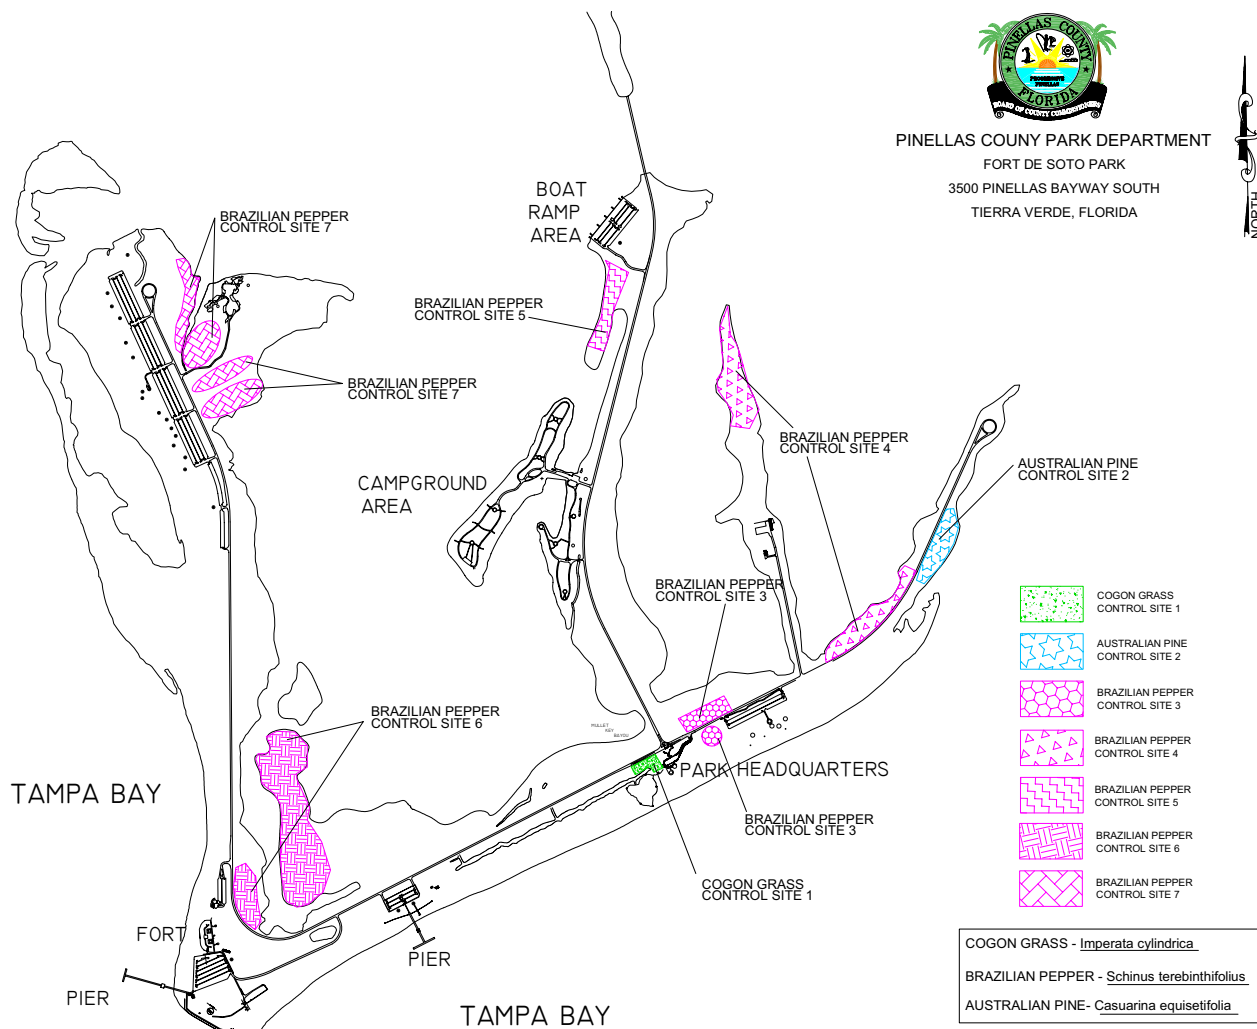 PINELLAS COUNTY
FLORIDA
PROGRESSIVE
PINELLAS
BOARD OF COUNTY COMMISSIONERS
PINELLAS COUNY PARK DEPARTMENT
FORT DE SOTO PARK
3500 PINELLAS BAYWAY SOUTH
TIERRA VERDE, FLORIDA
NORTH
BOAT
RAMP
AREA
BRAZILIAN PEPPER
CONTROL SITE 7
BRAZILIAN PEPPER
CONTROL SITE 5
BRAZILIAN PEPPER
CONTROL SITE 7
BRAZILIAN PEPPER
CONTROL SITE 4
AUSTRALIAN PINE
CONTROL SITE 2
CAMPGROUND
AREA
BRAZILIAN PEPPER
CONTROL SITE 3
BRAZILIAN PEPPER
CONTROL SITE 6
MULLET
KEY
BAYOU
PARK HEADQUARTERS
TAMPA BAY
BRAZILIAN PEPPER
CONTROL SITE 3
COGON GRASS
CONTROL SITE 1
FORT
PIER
PIER
TAMPA BAY
COGON GRASS
CONTROL SITE 1
AUSTRALIAN PINE
CONTROL SITE 2
BRAZILIAN PEPPER
CONTROL SITE 3
BRAZILIAN PEPPER
CONTROL SITE 4
BRAZILIAN PEPPER
CONTROL SITE 5
BRAZILIAN PEPPER
CONTROL SITE 6
BRAZILIAN PEPPER
CONTROL SITE 7
COGON GRASS - Imperata cylindrica
BRAZILIAN PEPPER - Schinus terebinthifolius
AUSTRALIAN PINE- Casuarina equisetifolia